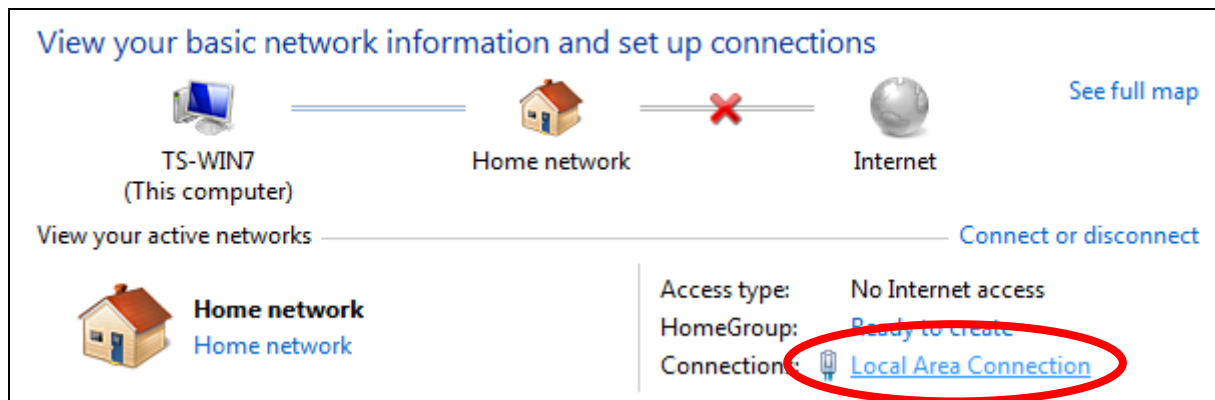 View your basic network information and set up connections
See full map
TS-WIN7
(This computer)
Home network
Internet
View your active networks
Connect or disconnect
Home network
Home network
Access type: No Internet access
HomeGroup: Ready to create
Connections: Local Area Connection